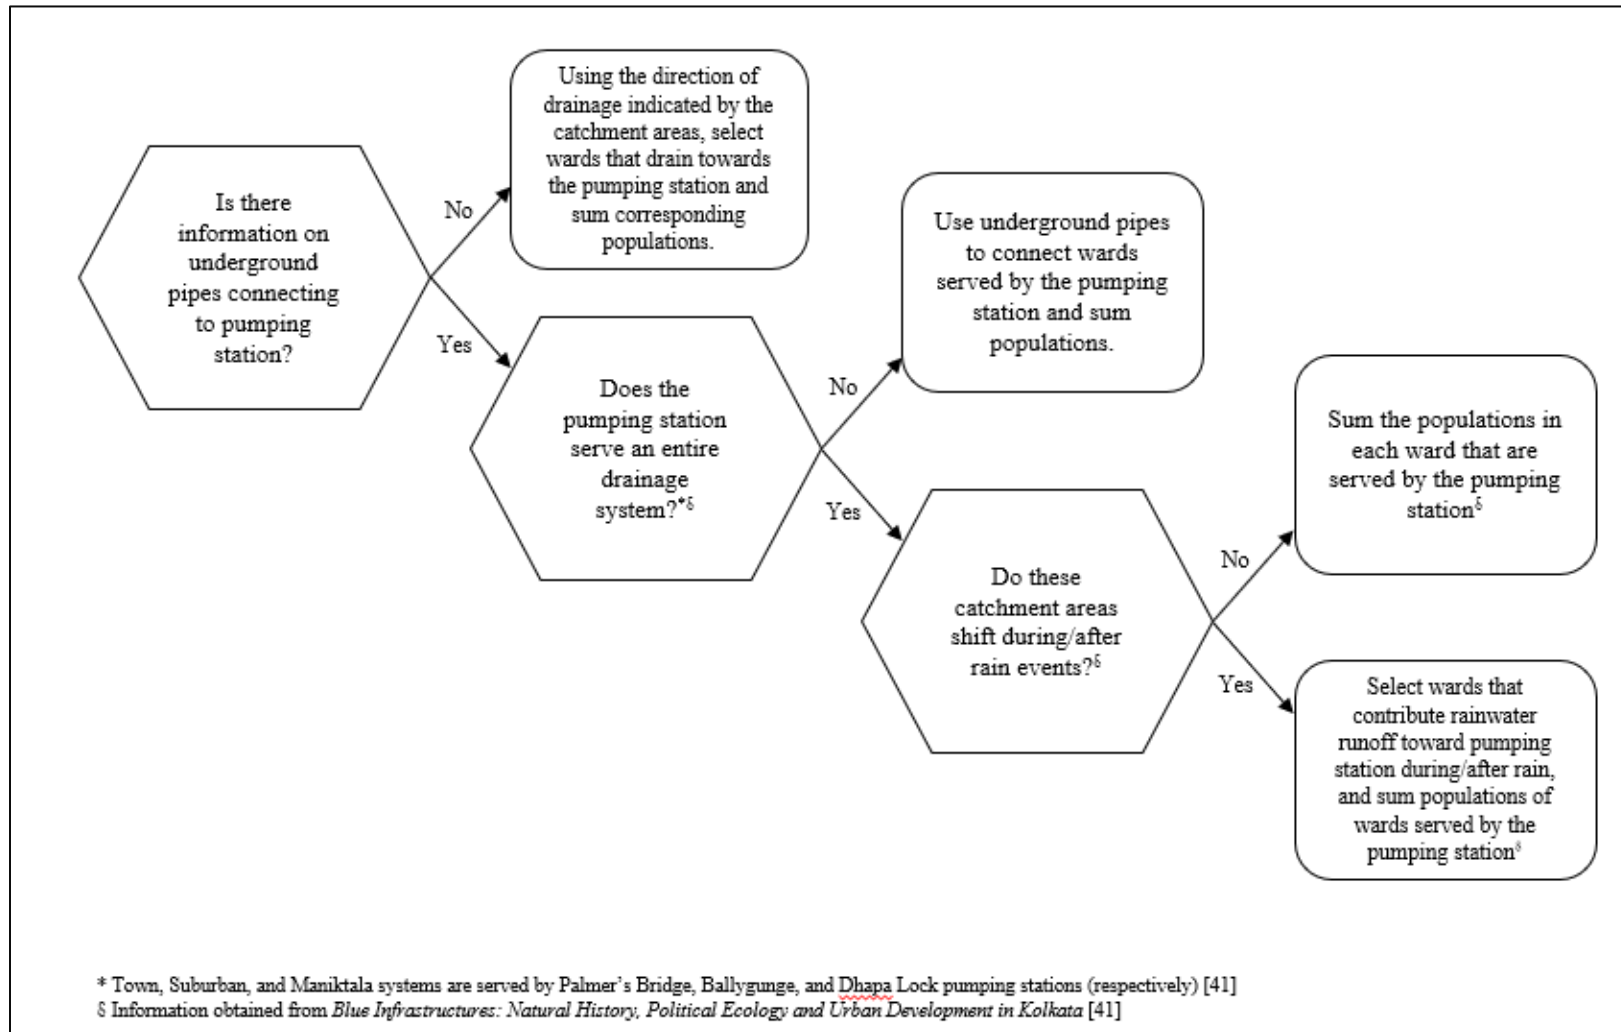 Is there
information on
underground
pipes connecting
to pumping
station?
No
Yes
Using the direction of
drainage indicated by the
catchment areas, select
wards that drain towards
the pumping station and
sum corresponding
populations.
Does the
pumping station
serve an entire
drainage
system?*δ
No
Yes
Use underground pipes
to connect wards
served by the pumping
station and sum
populations.
Do these
catchment areas
shift during/after
rain events?δ
No
Yes
Sum the populations in
each ward that are
served by the pumping
stationδ
Select wards that
contribute rainwater
runoff toward pumping
station during/after rain,
and sum populations of
wards served by the
pumping stationδ
* Town, Suburban, and Maniktala systems are served by Palmer's Bridge, Ballygunge, and Dhapa Lock pumping stations (respectively) [41]
δ Information obtained from Blue Infrastructures: Natural History, Political Ecology and Urban Development in Kolkata [41]